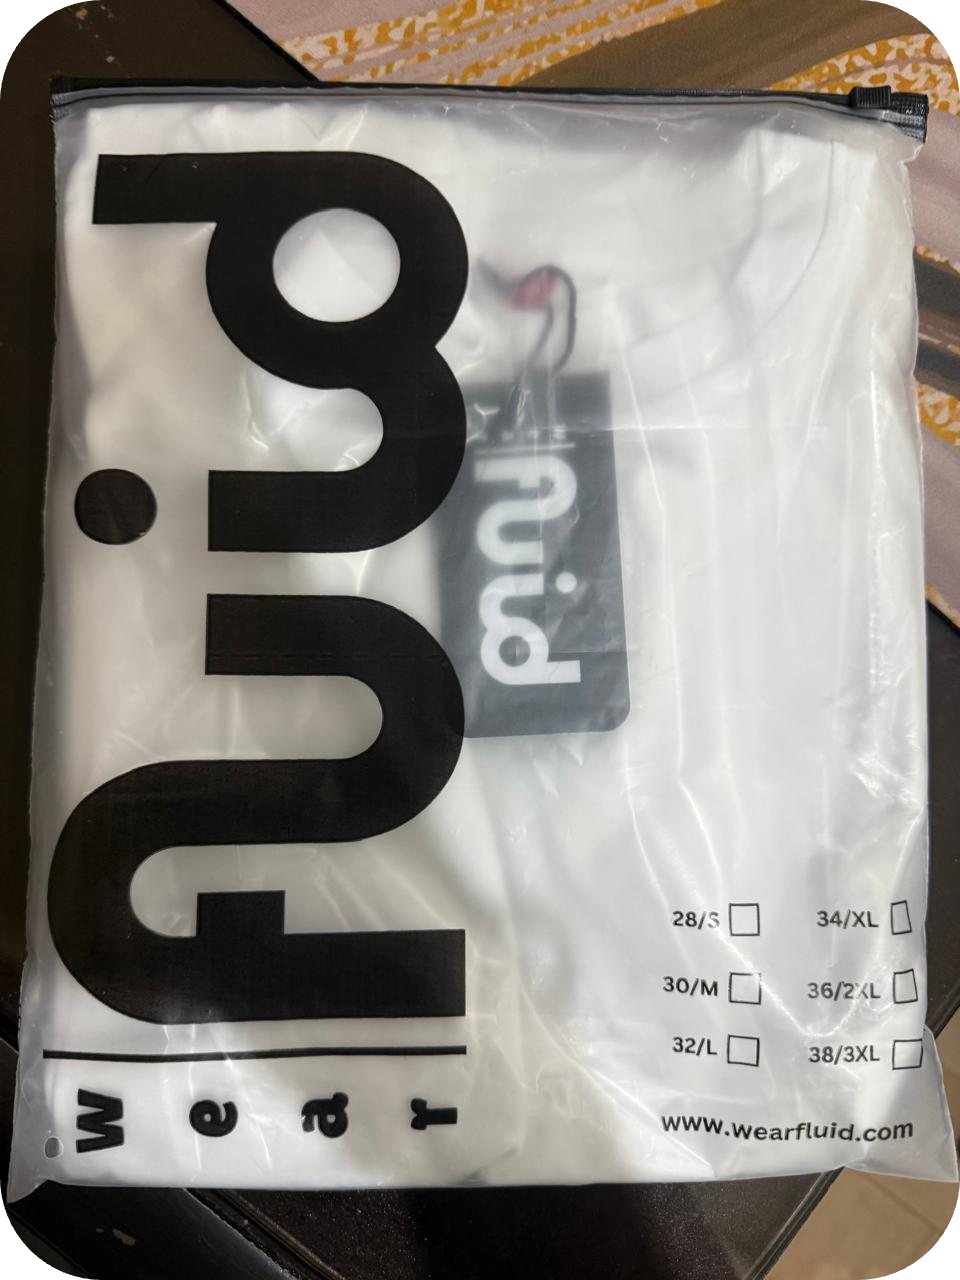 wear
fluid
fluid
28/S
34/XL
30/M
36/2XL
32/L
38/3XL
www.wearfluid.com